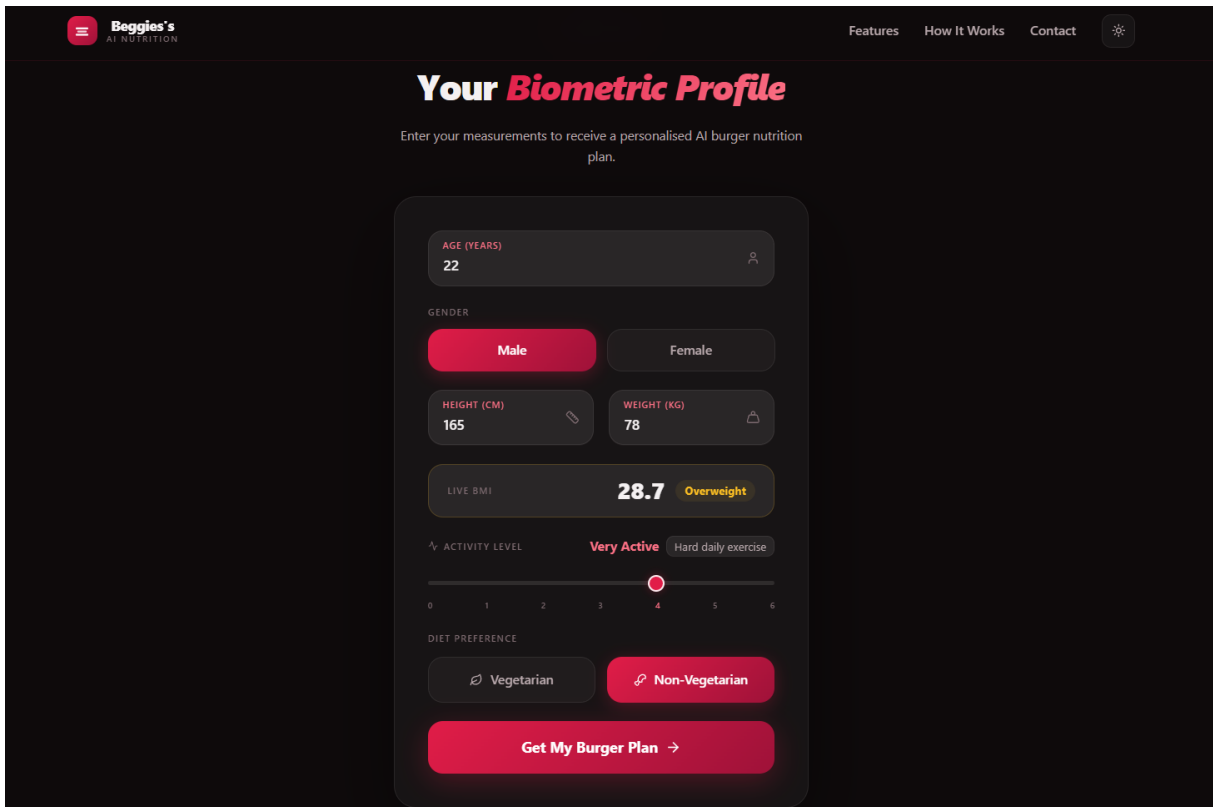 Beggies's
AI NUTRITION
Features
How It Works
Contact
Your Biometric Profile
Enter your measurements to receive a personalised AI burger nutrition
plan.
AGE (YEARS)
22
GENDER
Male
Female
HEIGHT (CM)
165
WEIGHT (KG)
78
LIVE BMI
28.7
Overweight
ACTIVITY LEVEL
Very Active
Hard daily exercise
0 1 2 3 4 5 6
DIET PREFERENCE
Vegetarian
Non-Vegetarian
Get My Burger Plan →